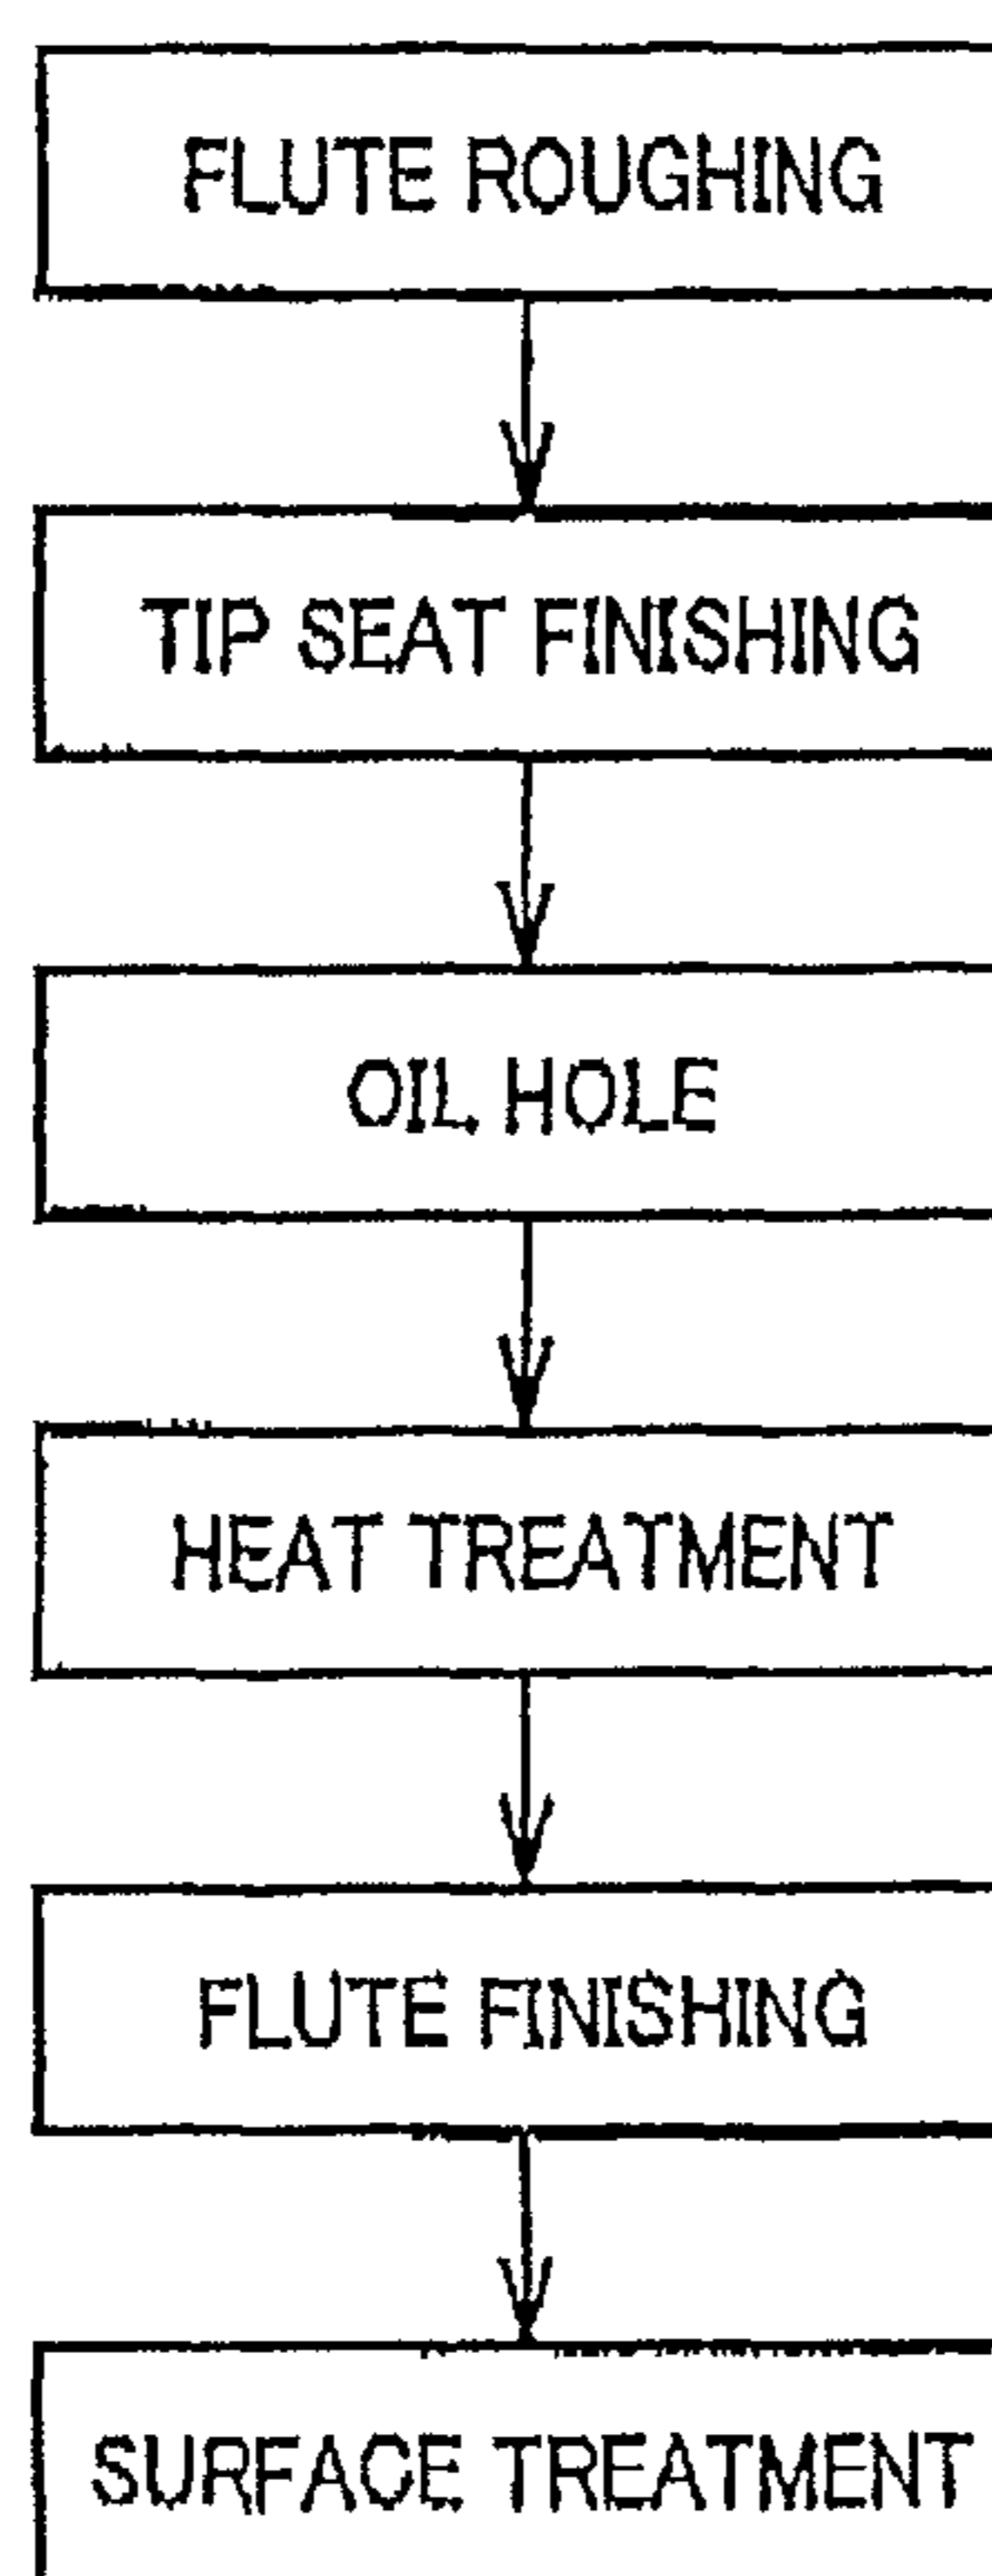 FLUTE ROUGHING
TIP SEAT FINISHING
OIL HOLE
HEAT TREATMENT
FLUTE FINISHING
SURFACE TREATMENT